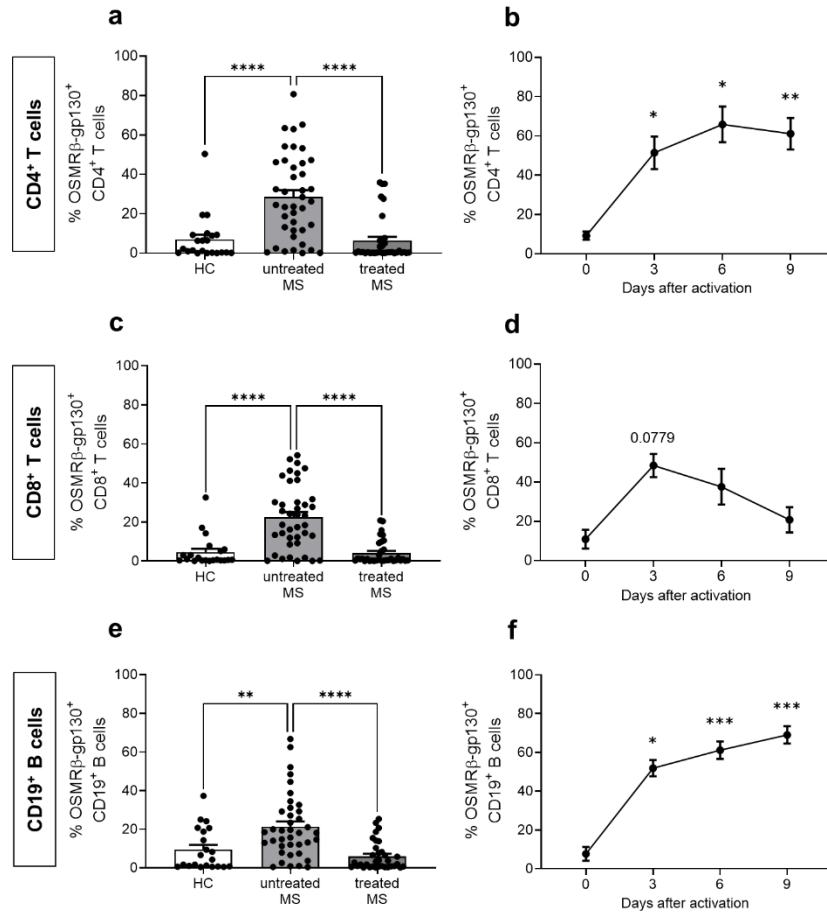 a
CD4⁺ T cells
% OSMRβ-gp130⁺
CD4⁺ T cells
100
80
60
40
20
0
****
****
HC
untreated
MS
treated
MS
b
% OSMRβ-gp130⁺
CD4⁺ T cells
100
80
60
40
20
0
*
*
**
0
3
6
9
Days after activation
c
CD8⁺ T cells
% OSMRβ-gp130⁺
CD8⁺ T cells
100
80
60
40
20
0
****
****
HC
untreated
MS
treated
MS
d
% OSMRβ-gp130⁺
CD8⁺ T cells
100
80
60
40
20
0
0.0779
0
3
6
9
Days after activation
e
CD19⁺ B cells
% OSMRβ-gp130⁺
CD19⁺ B cells
100
80
60
40
20
0
**
****
HC
untreated
MS
treated
MS
f
% OSMRβ-gp130⁺
CD19⁺ B cells
100
80
60
40
20
0
*
***
***
0
3
6
9
Days after activation